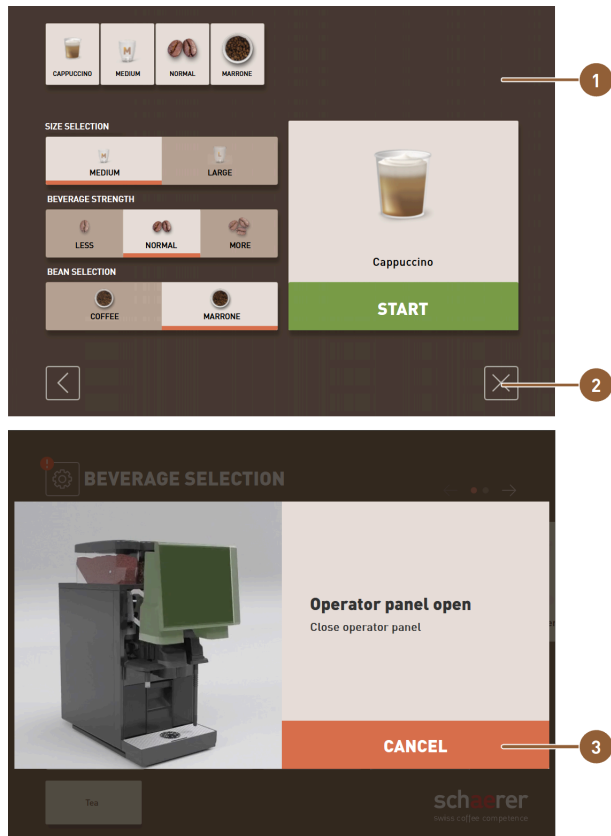 CAPPUCCINO MEDIUM NORMAL MARRONE
1
SIZE SELECTION
M L
MEDIUM LARGE
BEVERAGE STRENGTH
LESS NORMAL MORE
Cappuccino
BEAN SELECTION
COFFEE MARRONE
START
2
BEVERAGE SELECTION
Operator panel open
Close operator panel
CANCEL
3
Tea
schaerer
swiss coffee competence